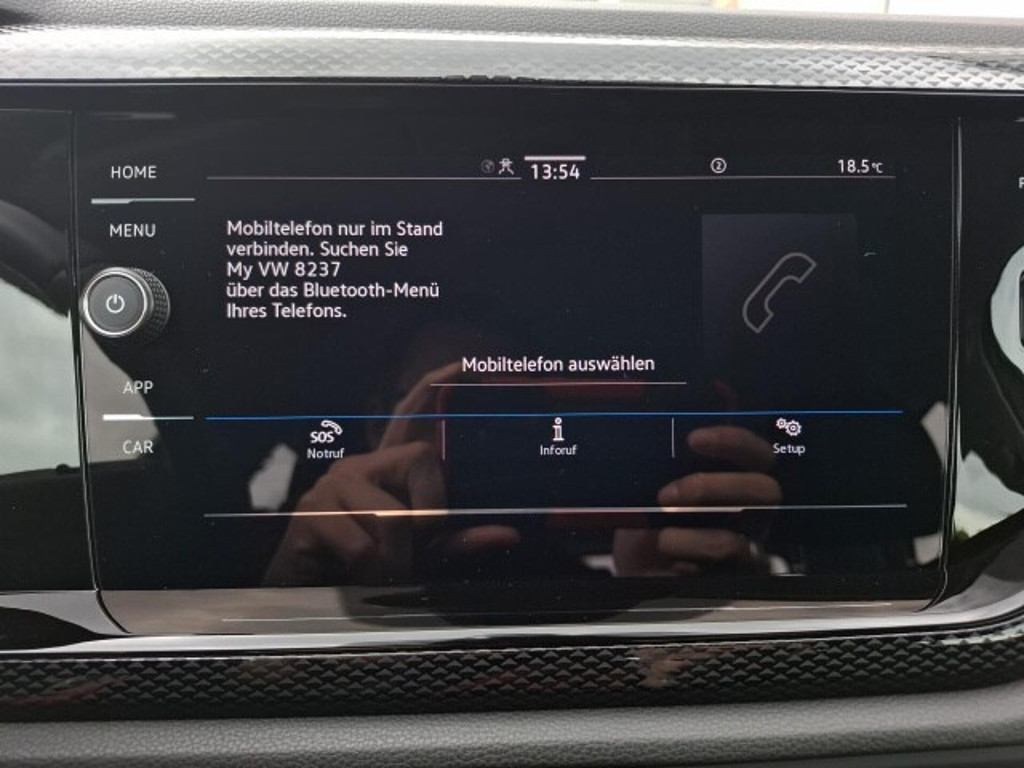 HOME
13:54
2
18.5°C
MENU
Mobiltelefon nur im Stand
verbinden. Suchen Sie
My VW 8237
über das Bluetooth-Menü
Ihres Telefons.
Mobiltelefon auswählen
APP
CAR
SOS
Notruf
i
Inforuf
Setup